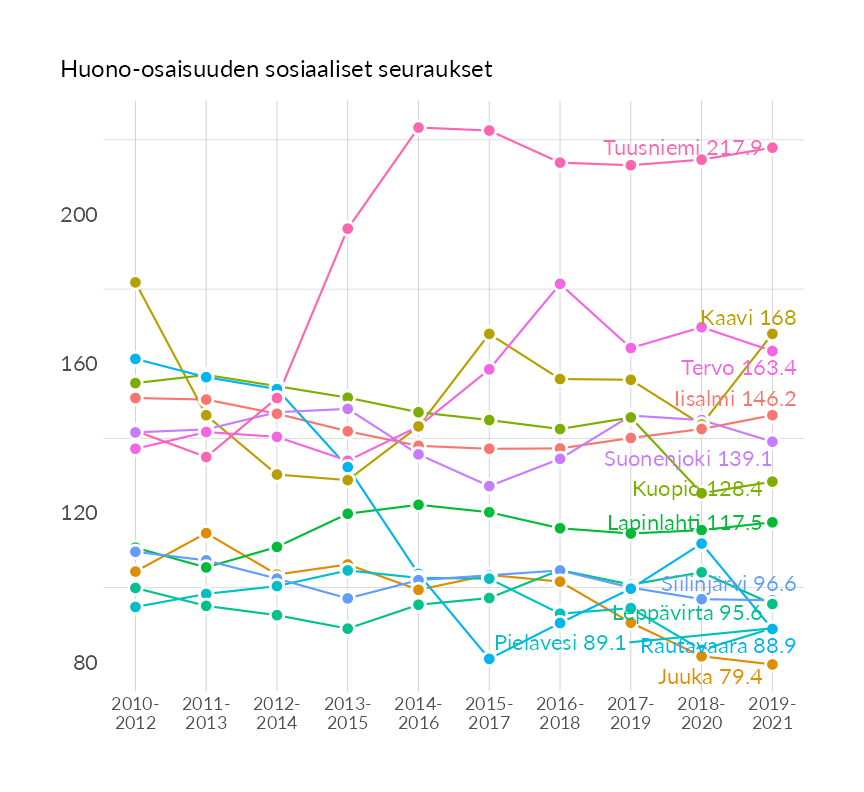 Huono-osaisuuden sosiaaliset seuraukset
Tuusniemi 217.9
200
Kaavi 168
160
Tervo 163.4
Iisalmi 146.2
Suonenjoki 139.1
Kuopio 128.4
120
Lapinlahti 117.5
Siilinjärvi 96.6
Leppävirta 95.6
Pielavesi 89.1
Rautavaara 88.9
80
Juuka 79.4
2010- 2011- 2012- 2013- 2014- 2015- 2016- 2017- 2018- 2019-
2012 2013 2014 2015 2016 2017 2018 2019 2020 2021